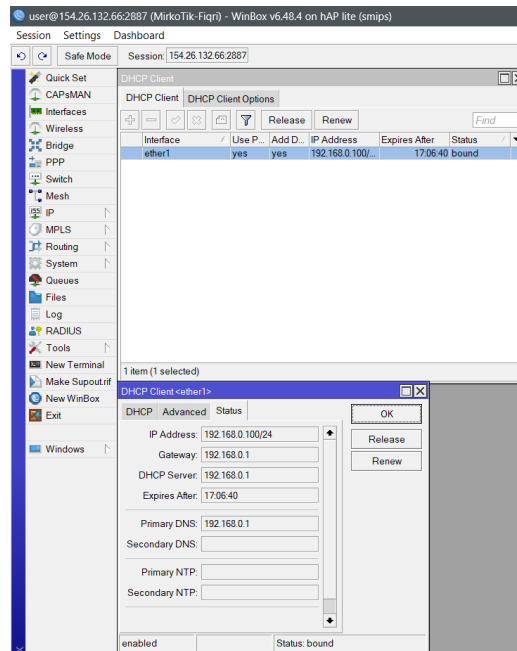 user@154.26.132.66:2887 (MirkoTik-Fiqri) - WinBox v6.48.4 on hAP lite (smips)
Session Settings Dashboard
Safe Mode Session: 154.26.132.66:2887
Quick Set
CAPsMAN
Interfaces
Wireless
Bridge
PPP
Switch
Mesh
IP
MPLS
Routing
System
Queues
Files
Log
RADIUS
Tools
New Terminal
Make Supout.rif
New WinBox
Exit
Windows
DHCP Client
DHCP Client DHCP Client Options
Release Renew Find
Interface Use P... Add D... IP Address Expires After Status
ether1 yes yes 192.168.0.100/... 17:06:40 bound
1 item (1 selected)
DHCP Client <ether1>
DHCP Advanced Status
OK
Release
Renew
IP Address: 192.168.0.100/24
Gateway: 192.168.0.1
DHCP Server: 192.168.0.1
Expires After: 17:06:40
Primary DNS: 192.168.0.1
Secondary DNS:
Primary NTP:
Secondary NTP:
enabled Status: bound